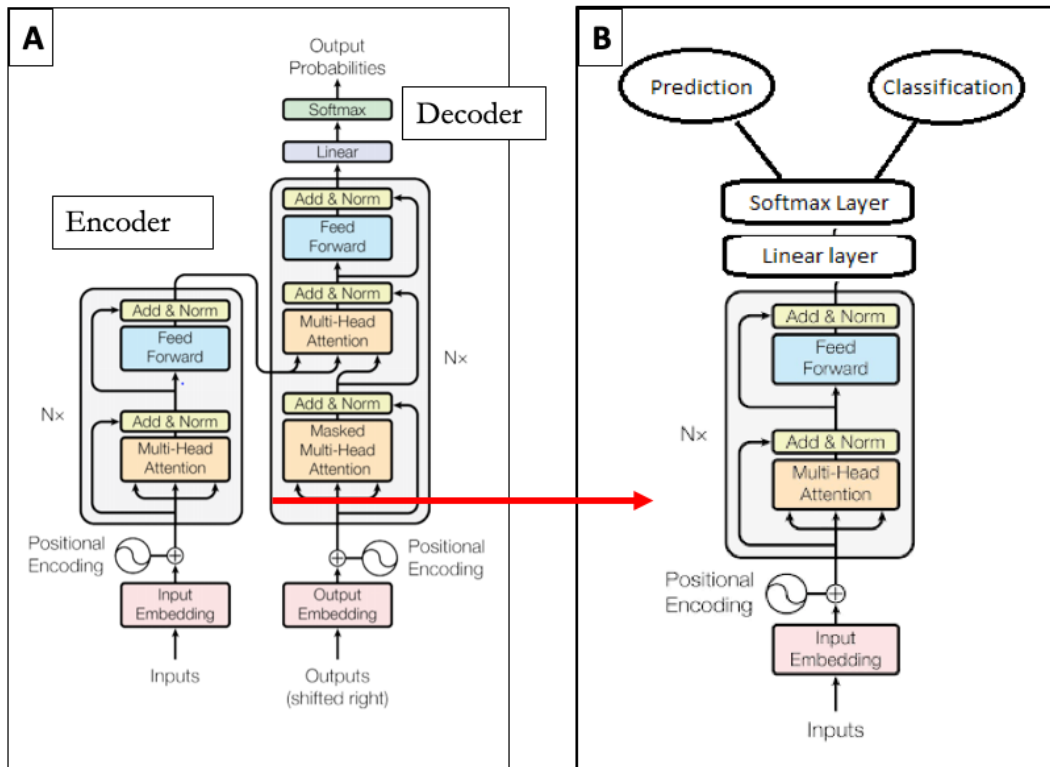 A
Output
Probabilities
Softmax
Decoder
Linear
Add & Norm
Feed
Forward
Encoder
Add & Norm
Multi-Head
Attention
Add & Norm
Feed
Forward
Nx
Add & Norm
Masked
Multi-Head
Attention
Nx
Add & Norm
Multi-Head
Attention
Positional
Encoding
Positional
Encoding
Input
Embedding
Output
Embedding
Inputs
Outputs
(shifted right)
B
Prediction
Classification
Softmax Layer
Linear layer
Add & Norm
Feed
Forward
Nx
Add & Norm
Multi-Head
Attention
Positional
Encoding
Input
Embedding
Inputs